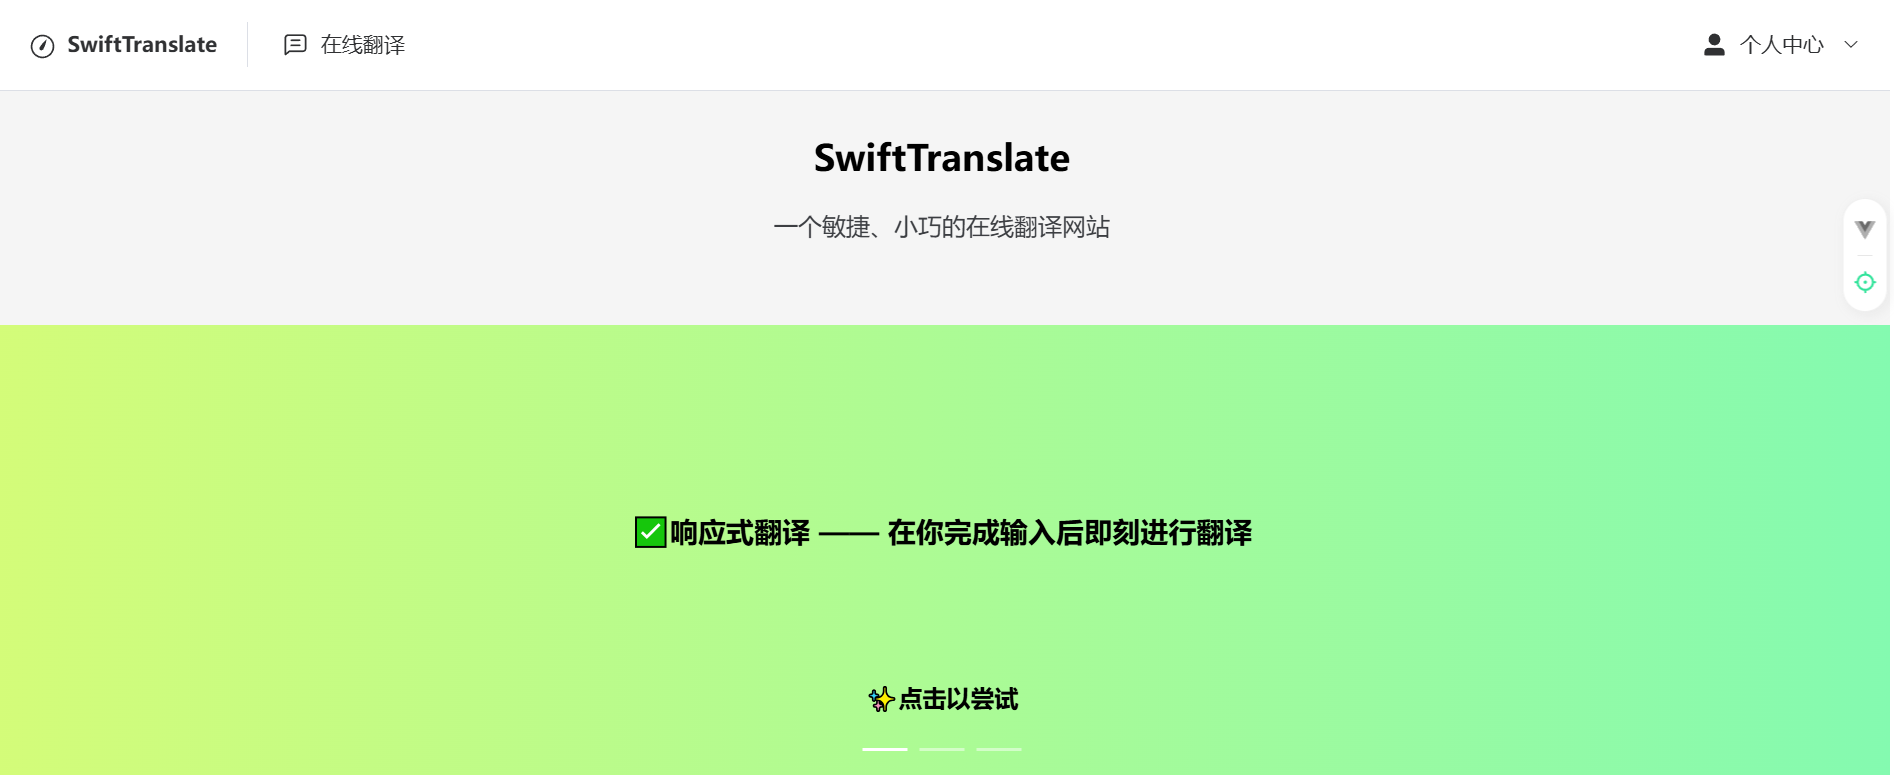 SwiftTranslate
在线翻译
个人中心
SwiftTranslate
一个敏捷、小巧的在线翻译网站
✅响应式翻译 —— 在你完成输入后即刻进行翻译
✨点击以尝试